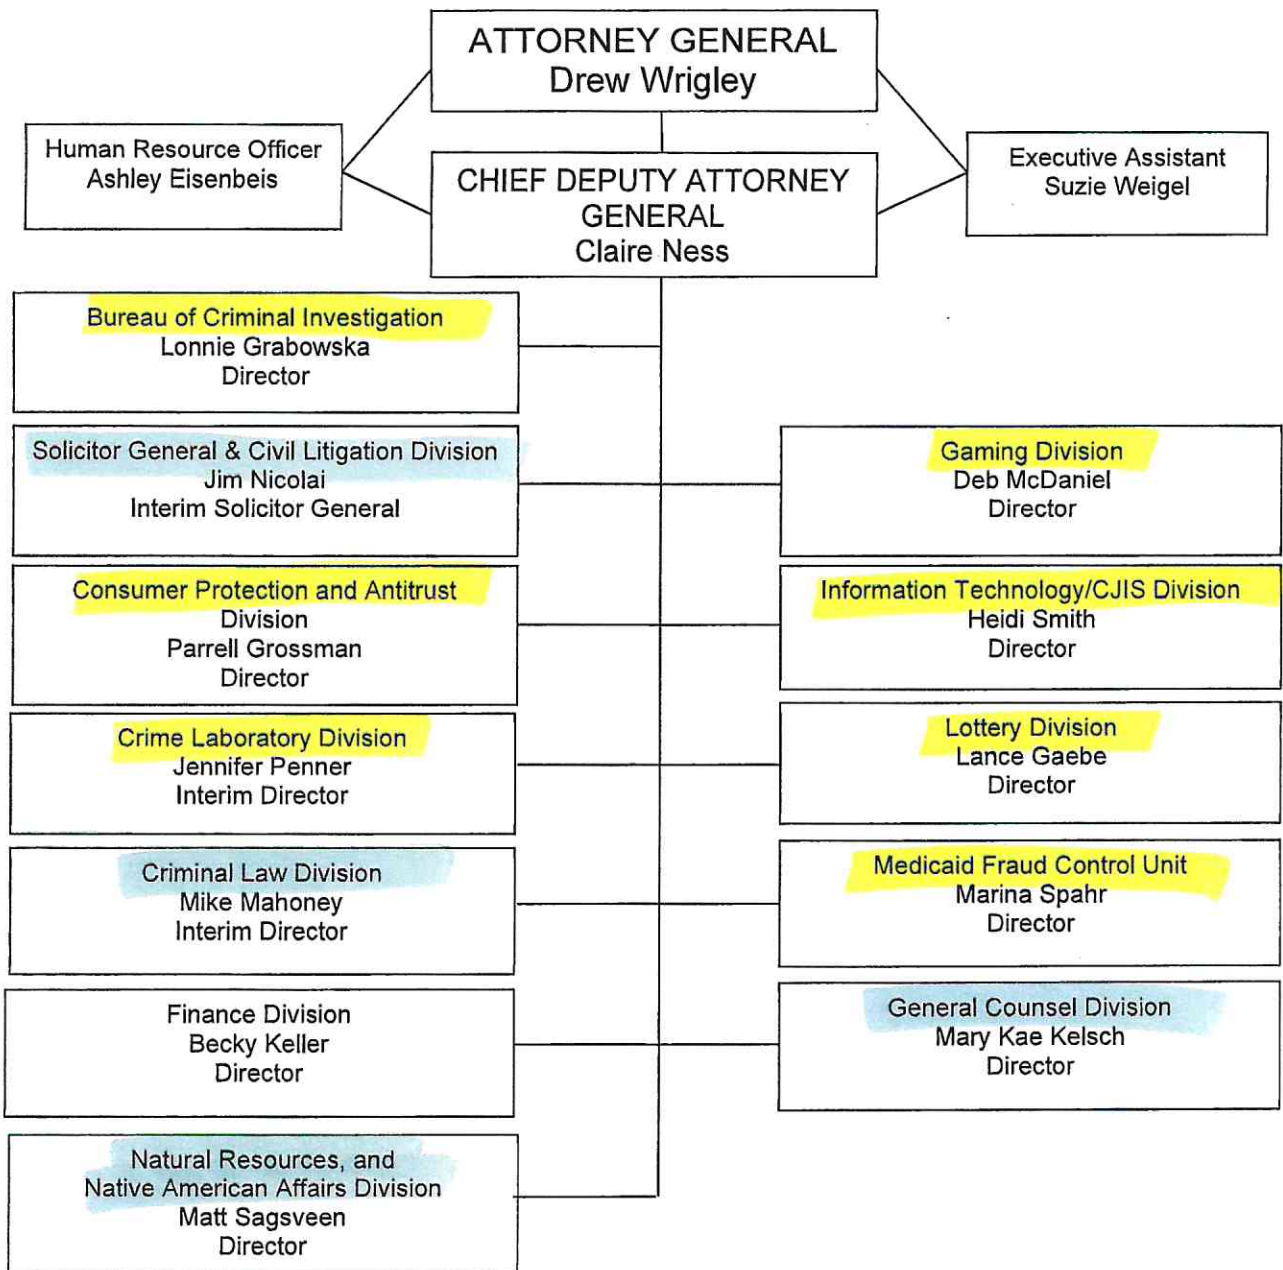 ATTORNEY GENERAL
Drew Wrigley
Human Resource Officer
Ashley Eisenbeis
CHIEF DEPUTY ATTORNEY
GENERAL
Claire Ness
Executive Assistant
Suzie Weigel
Bureau of Criminal Investigation
Lonnie Grabowska
Director
Solicitor General & Civil Litigation Division
Jim Nicolai
Interim Solicitor General
Gaming Division
Deb McDaniel
Director
Consumer Protection and Antitrust
Division
Parrell Grossman
Director
Information Technology/CJIS Division
Heidi Smith
Director
Crime Laboratory Division
Jennifer Penner
Interim Director
Lottery Division
Lance Gaebe
Director
Criminal Law Division
Mike Mahoney
Interim Director
Medicaid Fraud Control Unit
Marina Spahr
Director
Finance Division
Becky Keller
Director
General Counsel Division
Mary Kae Kelsch
Director
Natural Resources, and
Native American Affairs Division
Matt Sagsveen
Director